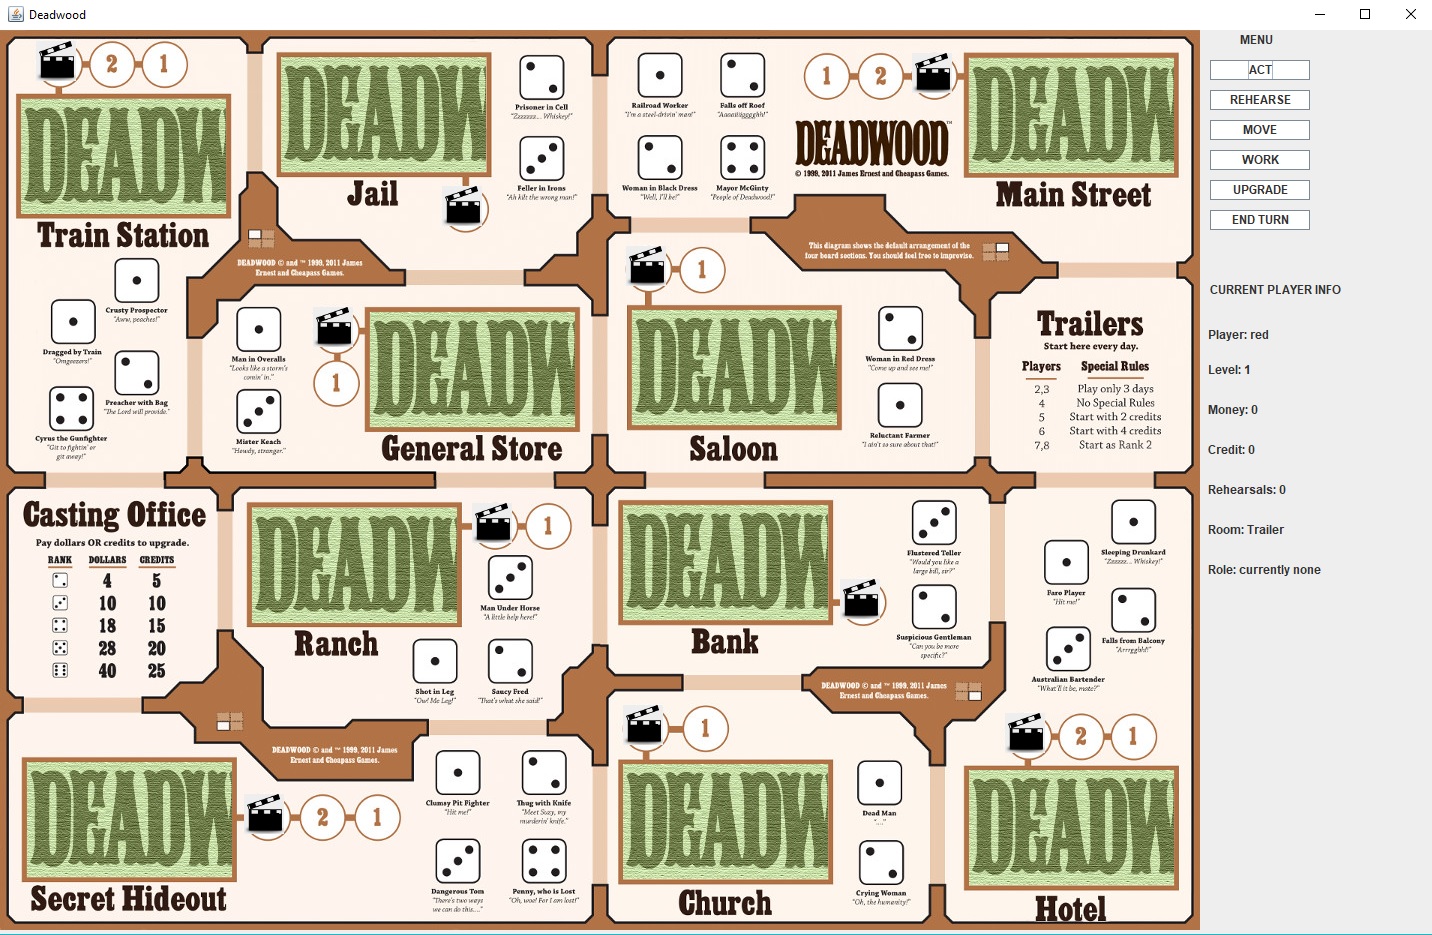 Deadwood
2 1
DEADW
Train Station
Crusty Prospector
"Aww, peaches!"
Dragged by Train
"Omgeezers!"
Preacher with Bag
"The Lord will provide."
Cyrus the Gunfighter
"Git to fightin' or
git away!"
DEADW
Jail
Prisoner in Cell
"Zzzzzzz... Whiskey!"
Feller in Irons
"Ah kilt the wrong man!"
DEADWOOD © and ™ 1999, 2011 James
Ernest and Cheapass Games.
Man in Overalls
"Looks like a storm's
comin' in."
Mister Keach
"Howdy, stranger."
1
DEADW
General Store
Railroad Worker
"I'm a steel-drivin' man!"
Falls off Roof
"Aaaaiiiiggggghh!"
Woman in Black Dress
"Well, I'll be!"
Mayor McGinty
"People of Deadwood!"
1 2
DEADWOOD™
© 1999, 2011 James Ernest and Cheapass Games.
DEADW
Main Street
This diagram shows the default arrangement of the
four board sections. You should feel free to improvise.
1
DEADW
Saloon
Woman in Red Dress
"Come up and see me!"
Reluctant Farmer
"I ain't so sure about that!"
Trailers
Start here every day.
Players Special Rules
2,3 Play only 3 days
4 No Special Rules
5 Start with 2 credits
6 Start with 4 credits
7,8 Start as Rank 2
Casting Office
Pay dollars OR credits to upgrade.
RANK DOLLARS CREDITS
4 5
10 10
18 15
28 20
40 25
DEADW
1
Ranch
Man Under Horse
"A little help here!"
Shot in Leg
"Ow! Me Leg!"
Saucy Fred
"That's what she said!"
DEADWOOD © and ™ 1999, 2011 James
Ernest and Cheapass Games.
DEADW
2 1
Secret Hideout
Clumsy Pit Fighter
"Hit me!"
Thug with Knife
"Meet Suzy, my
murderin' knife."
Dangerous Tom
"There's two ways
we can do this...."
Penny, who is Lost
"Oh, woe! For I am lost!"
DEADW
Bank
Flustered Teller
"Would you like a
large bill, sir?"
Suspicious Gentleman
"Can you be more
specific?"
DEADWOOD © and ™ 1999, 2011 James
Ernest and Cheapass Games.
1
DEADW
Church
Dead Man
"...."
Crying Woman
"Oh, the humanity!"
Sleeping Drunkard
"Zzzzzz... Whiskey!"
Faro Player
"Hit me!"
Falls from Balcony
"Arrrgghh!!"
Australian Bartender
"What'll it be, mate?"
2 1
DEADW
Hotel
MENU
ACT
REHEARSE
MOVE
WORK
UPGRADE
END TURN
CURRENT PLAYER INFO
Player: red
Level: 1
Money: 0
Credit: 0
Rehearsals: 0
Room: Trailer
Role: currently none